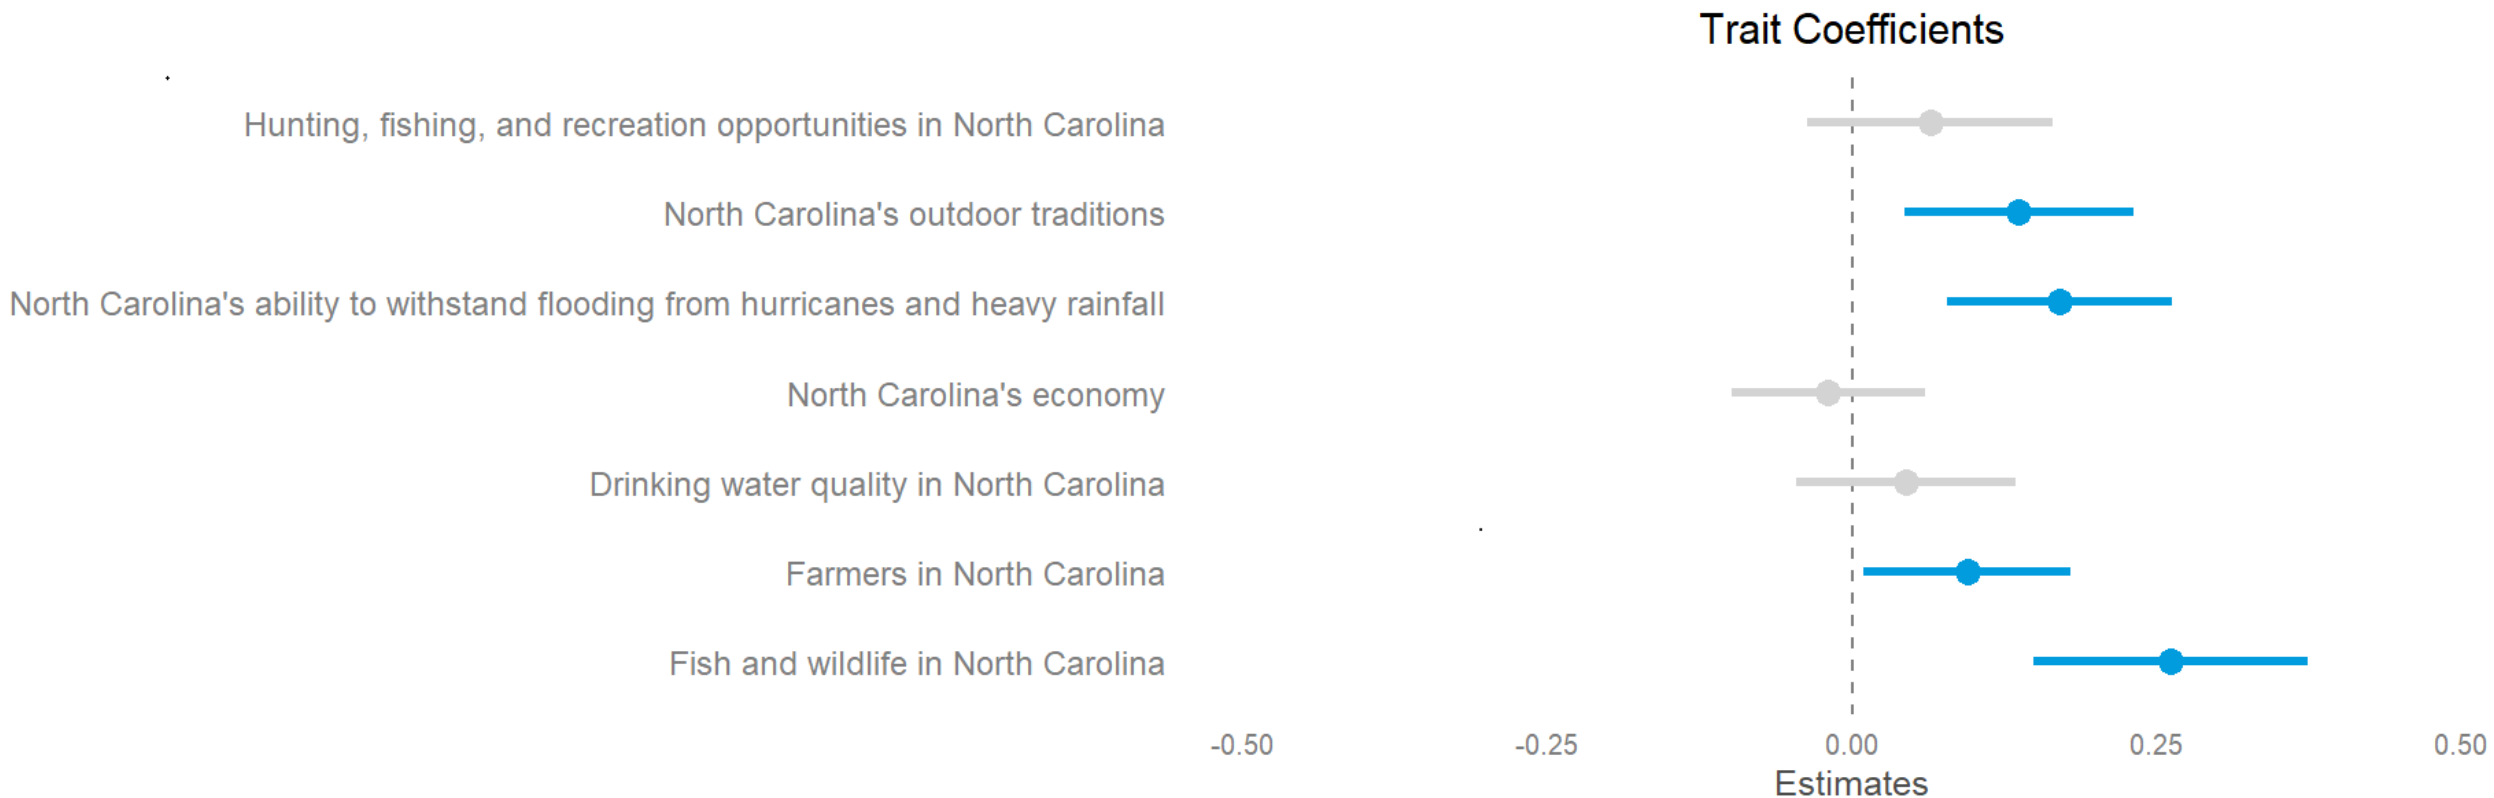 Trait Coefficients
Hunting, fishing, and recreation opportunities in North Carolina
North Carolina's outdoor traditions
North Carolina's ability to withstand flooding from hurricanes and heavy rainfall
North Carolina's economy
Drinking water quality in North Carolina
Farmers in North Carolina
Fish and wildlife in North Carolina
-0.50 -0.25 0.00 0.25 0.50
Estimates